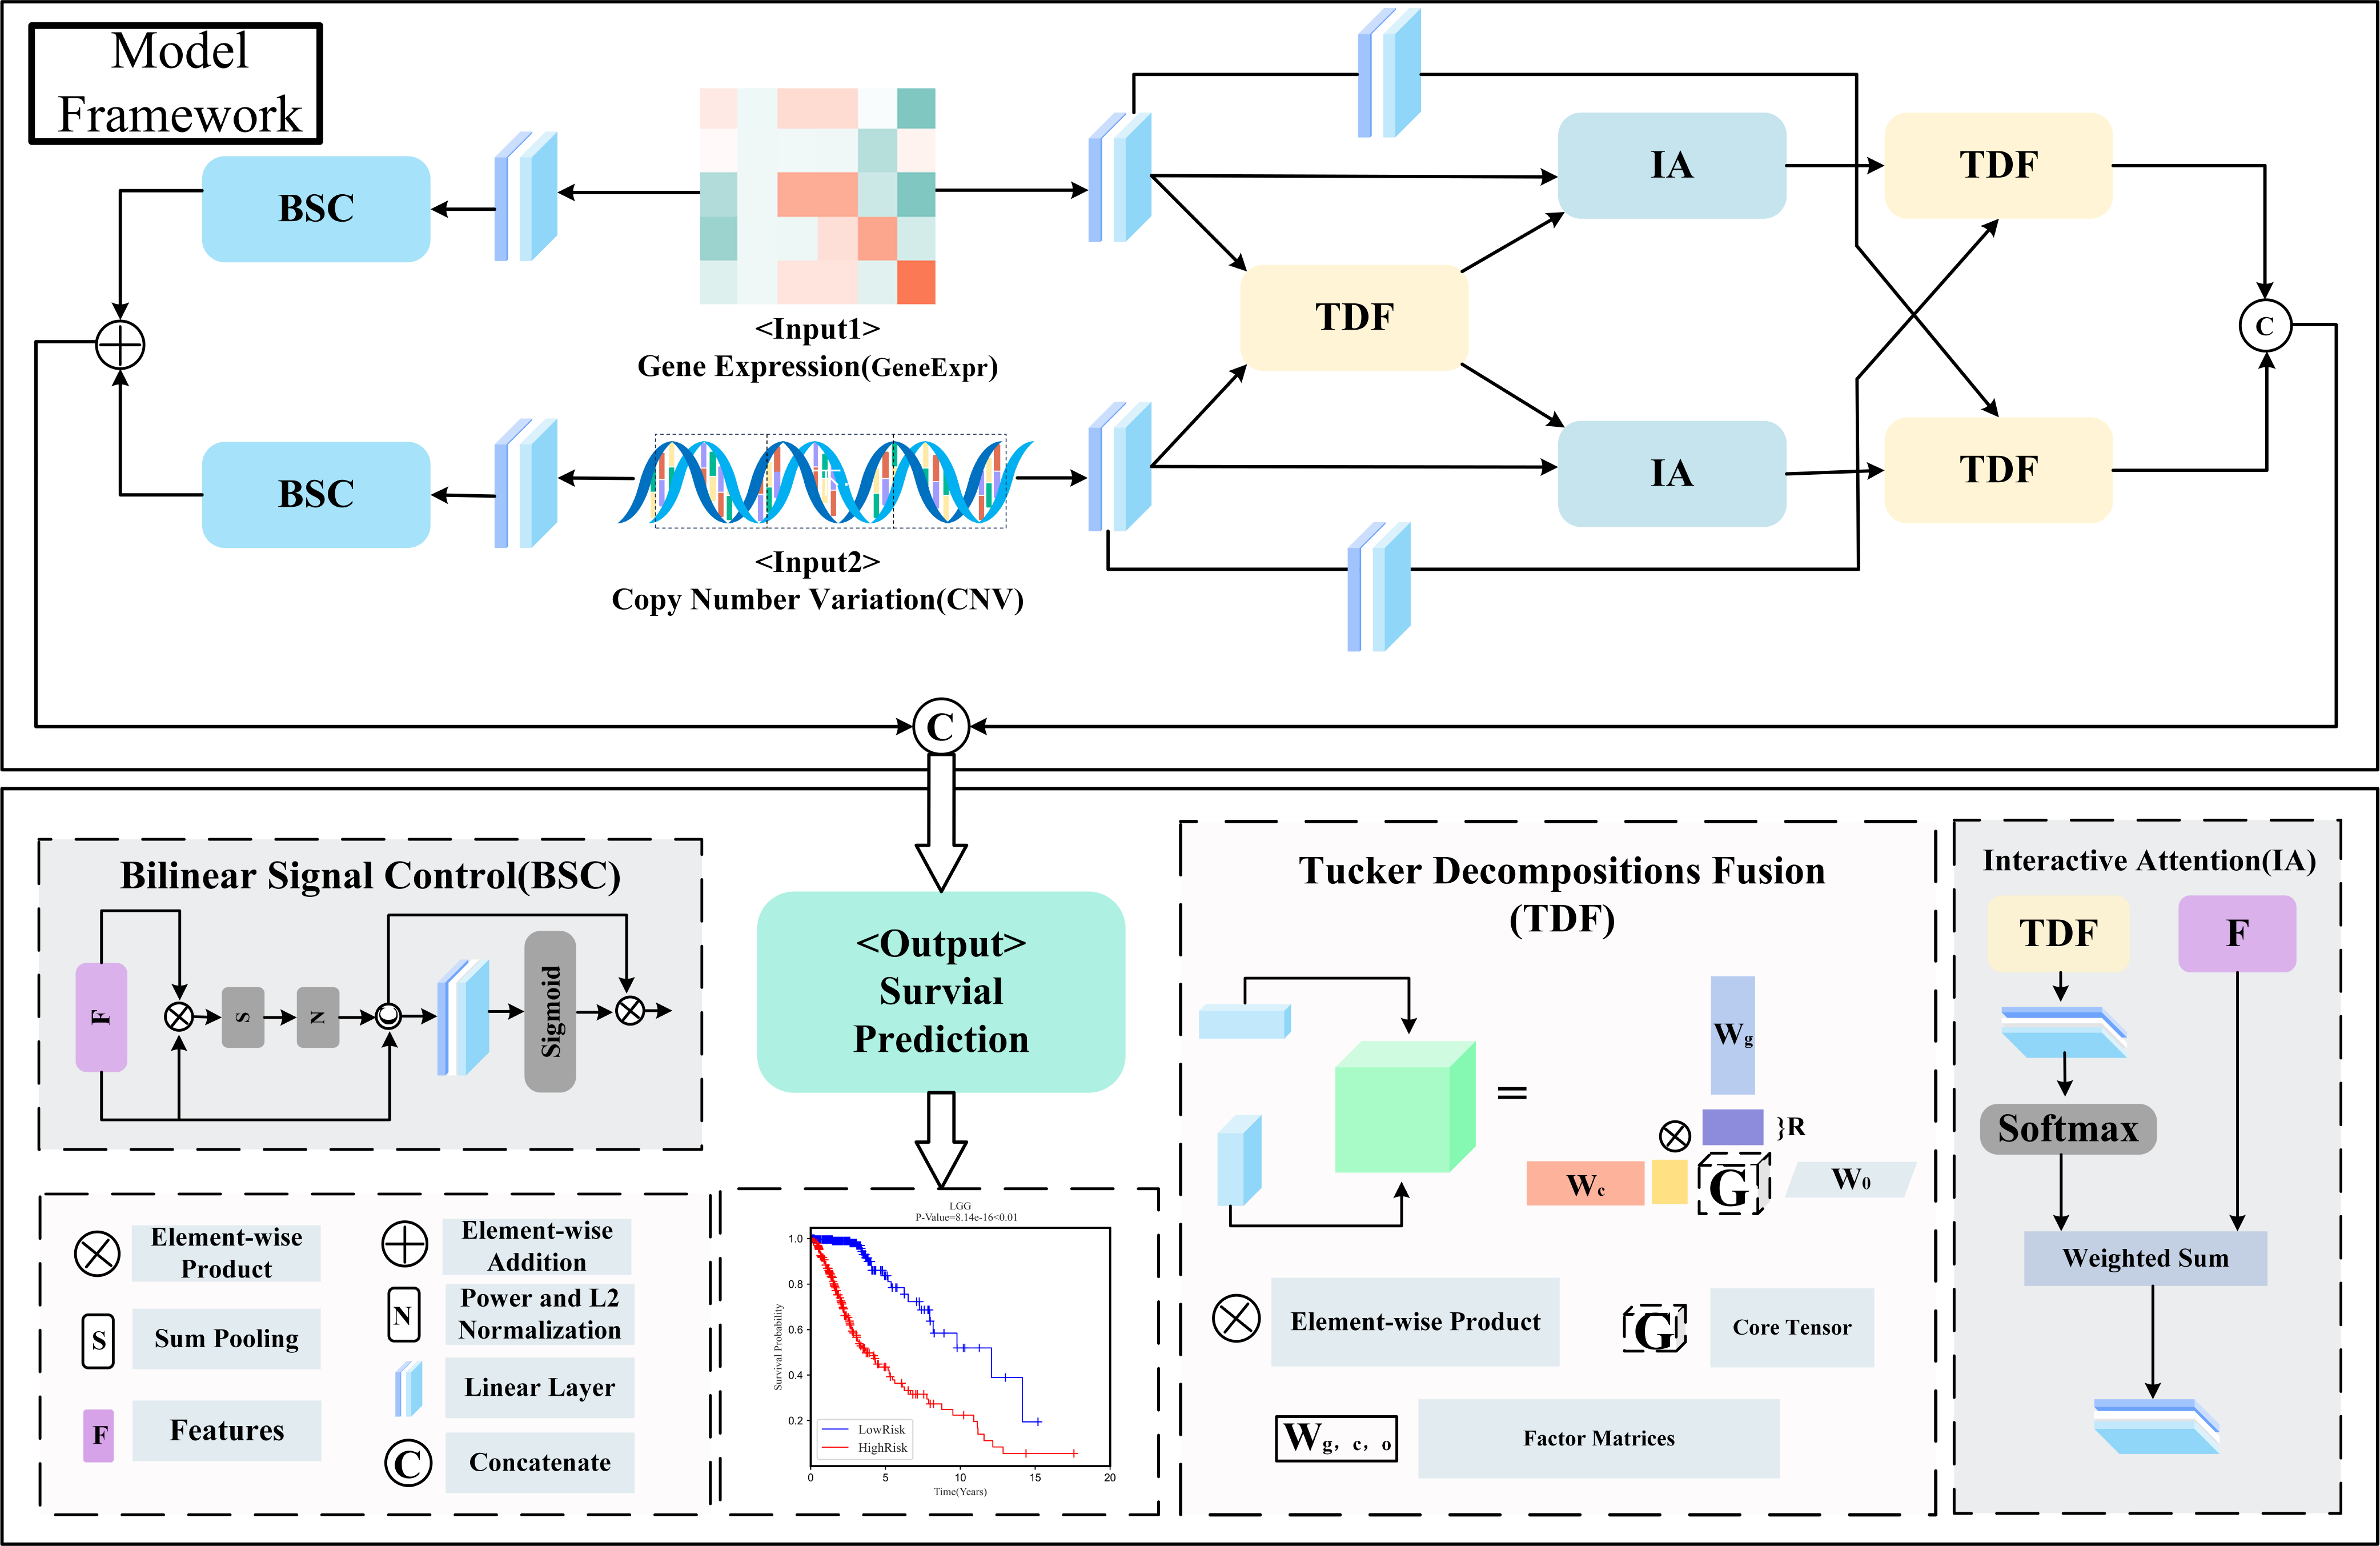 Model
Framework
BSC
<Input1>
Gene Expression(GeneExpr)
IA
TDF
TDF
C
BSC
<Input2>
Copy Number Variation(CNV)
IA
TDF
C
Bilinear Signal Control(BSC)
F
S
N
C
Sigmoid
Element-wise
Product
Element-wise
Addition
S
Sum Pooling
N
Power and L2
Normalization
Linear Layer
F
Features
C
Concatenate
<Output>
Survial
Prediction
LGG
P-Value=8.14e-16<0.01
Survival Probability
1.0
0.8
0.6
0.4
0.2
LowRisk
HighRisk
0 5 10 15 20
Time(Years)
Tucker Decompositions Fusion
(TDF)
Wg
=
}R
Wc
G
W0
Element-wise Product
G
Core Tensor
Wg, c, o
Factor Matrices
Interactive Attention(IA)
TDF
F
Softmax
Weighted Sum